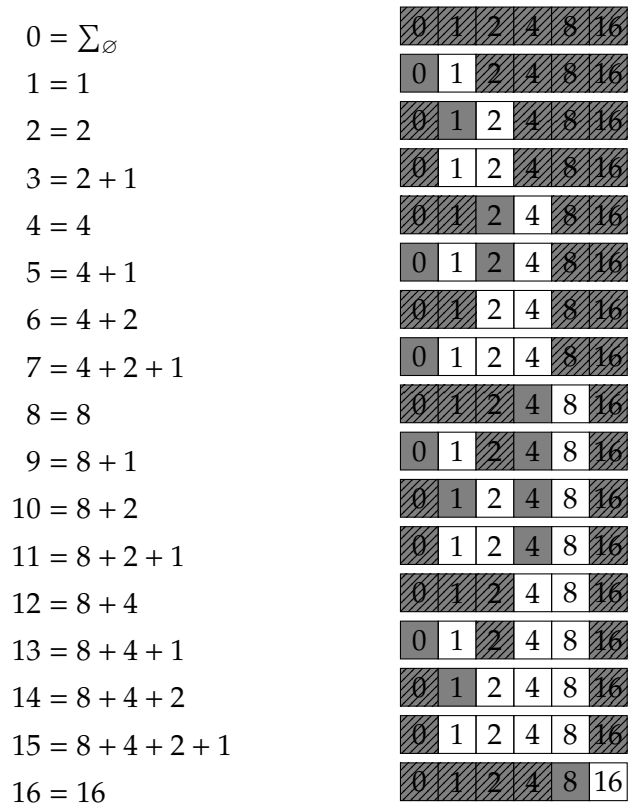 0 = ∑∅ 0 1 2 4 8 16
1 = 1 0 1 2 4 8 16
2 = 2 0 1 2 4 8 16
3 = 2 + 1 0 1 2 4 8 16
4 = 4 0 1 2 4 8 16
5 = 4 + 1 0 1 2 4 8 16
6 = 4 + 2 0 1 2 4 8 16
7 = 4 + 2 + 1 0 1 2 4 8 16
8 = 8 0 1 2 4 8 16
9 = 8 + 1 0 1 2 4 8 16
10 = 8 + 2 0 1 2 4 8 16
11 = 8 + 2 + 1 0 1 2 4 8 16
12 = 8 + 4 0 1 2 4 8 16
13 = 8 + 4 + 1 0 1 2 4 8 16
14 = 8 + 4 + 2 0 1 2 4 8 16
15 = 8 + 4 + 2 + 1 0 1 2 4 8 16
16 = 16 0 1 2 4 8 16